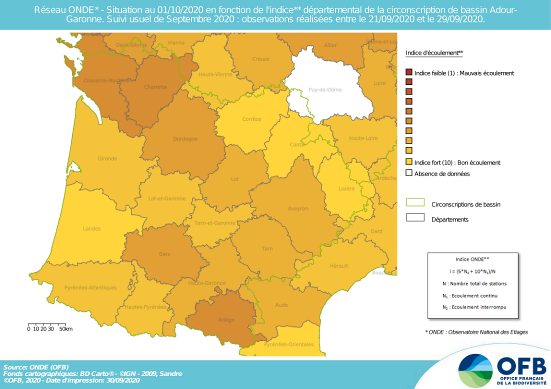 Réseau ONDE* - Situation au 01/10/2020 en fonction de l'indice** départemental de la circonscription de bassin Adour-
Garonne. Suivi usuel de Septembre 2020 : observations réalisées entre le 21/09/2020 et le 29/09/2020.
Indice d'écoulement**
Indice faible (1) : Mauvais écoulement
Indice fort (10) : Bon écoulement
Absence de données
Circonscriptions de bassin
Départements
Vienne
Allier
Creuse
Haute-Vienne
Charente
Puy-de-Dôme
Loire
Corrèze
Dordogne
Cantal
Haute-Loire
Gironde
Lot
Lozère
Ardèche
Lot-et-Garonne
Aveyron
Tarn-et-Garonne
Landes
Gard
Gers
Tarn
Hérault
Haute-Garonne
Pyrénées-Atlantiques
Hautes-Pyrénées
Aude
Ariège
Pyrénées-Orientales
0 10 20 30 50km
Indice ONDE**
I = (5*N₂ + 10*N₁)/N
N : Nombre total de stations
N₁ : Ecoulement continu
N₂ : Ecoulement interrompu
* ONDE : Observatoire National des Etiages
Source: ONDE (OFB)
Fonds cartographiques: BD Carto® - ©IGN - 2009, Sandre
©OFB, 2020 - Date d'impression: 30/09/2020
OFB
OFFICE FRANÇAIS
DE LA BIODIVERSITÉ